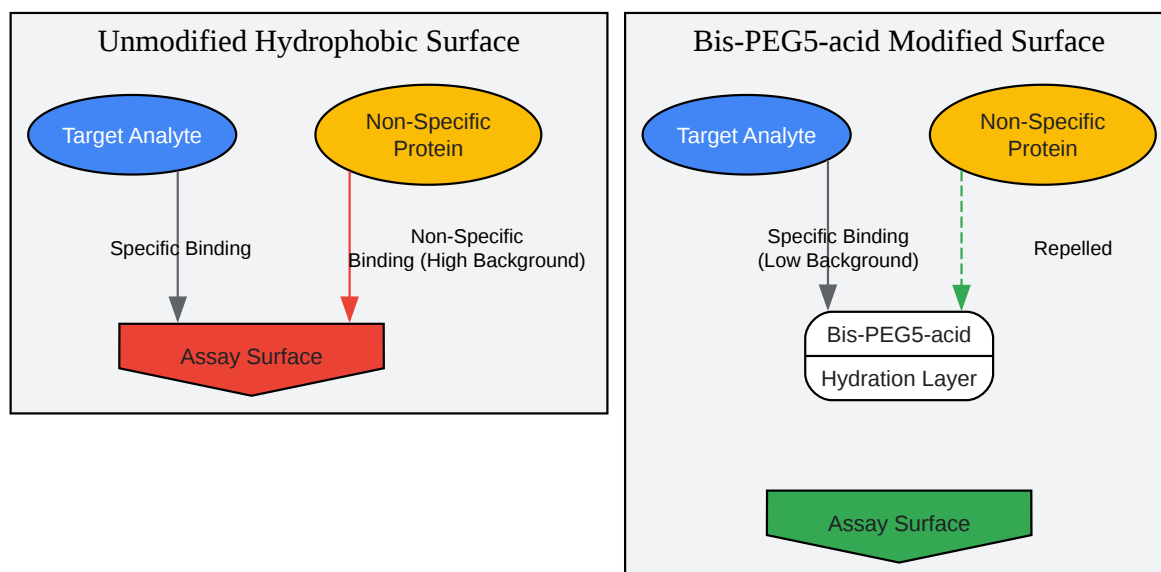 Unmodified Hydrophobic Surface
Target Analyte
Non-Specific
Protein
Specific Binding
Non-Specific
Binding (High Background)
Assay Surface
Bis-PEG5-acid Modified Surface
Target Analyte
Non-Specific
Protein
Specific Binding
(Low Background)
Repelled
Bis-PEG5-acid
Hydration Layer
Assay Surface